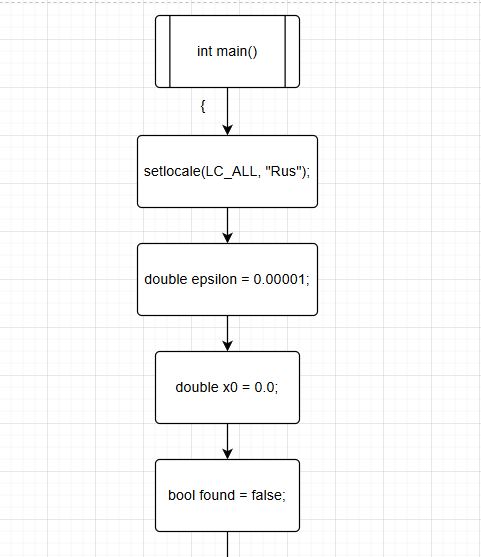 int main()
{
setlocale(LC_ALL, "Rus");
double epsilon = 0.00001;
double x0 = 0.0;
bool found = false;